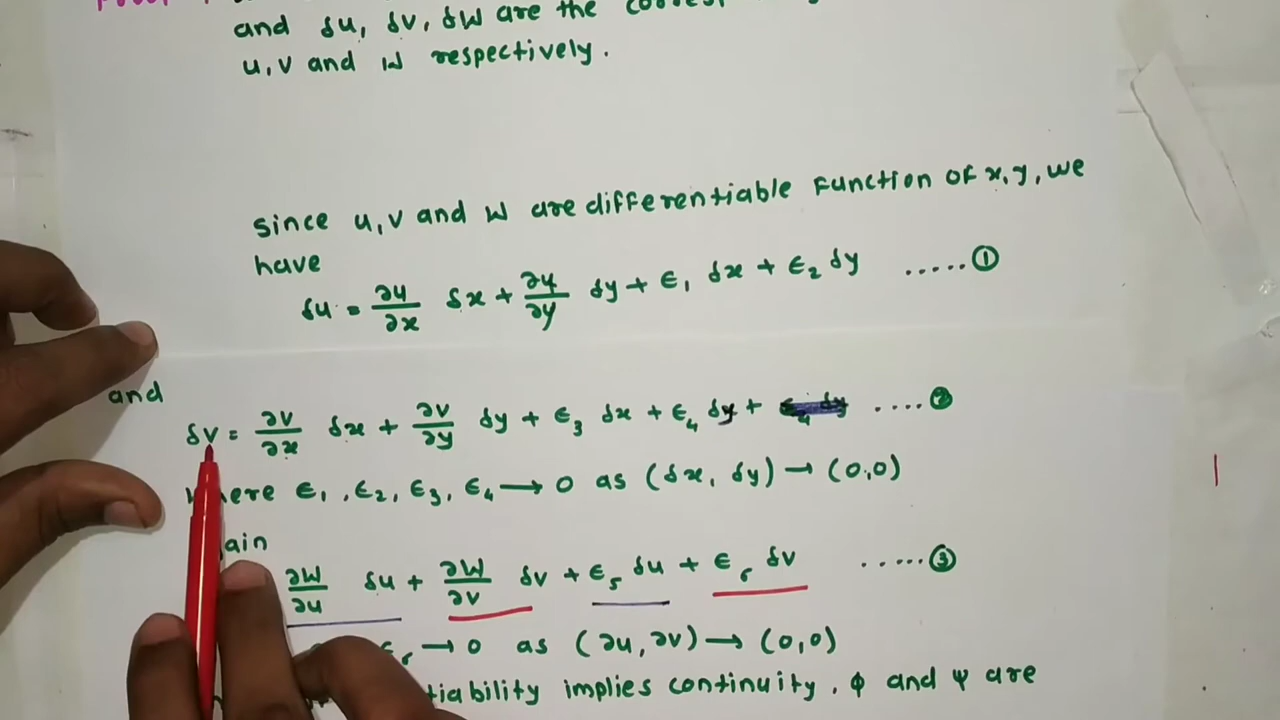 and δu, δv, δw are the
u, v and w respectively.
since u, v and w are differentiable function of x, y, we
have
δu = ∂u/∂x δx + ∂u/∂y δy + ϵ₁ δx + ϵ₂ δy ..... ①
and
δv = ∂v/∂x δx + ∂v/∂y δy + ϵ₃ δx + ϵ₄ δy + .... ②
ϵ₁, ϵ₂, ϵ₃, ϵ₄ → 0 as (δx, δy) → (0,0)
∂w/∂u δu + ∂w/∂v δv + ϵ₅ δu + ϵ₆ δv ..... ③
ϵ₆ → 0 as (∂u, ∂v) → (0,0)
implies continuity. ϕ and ψ are